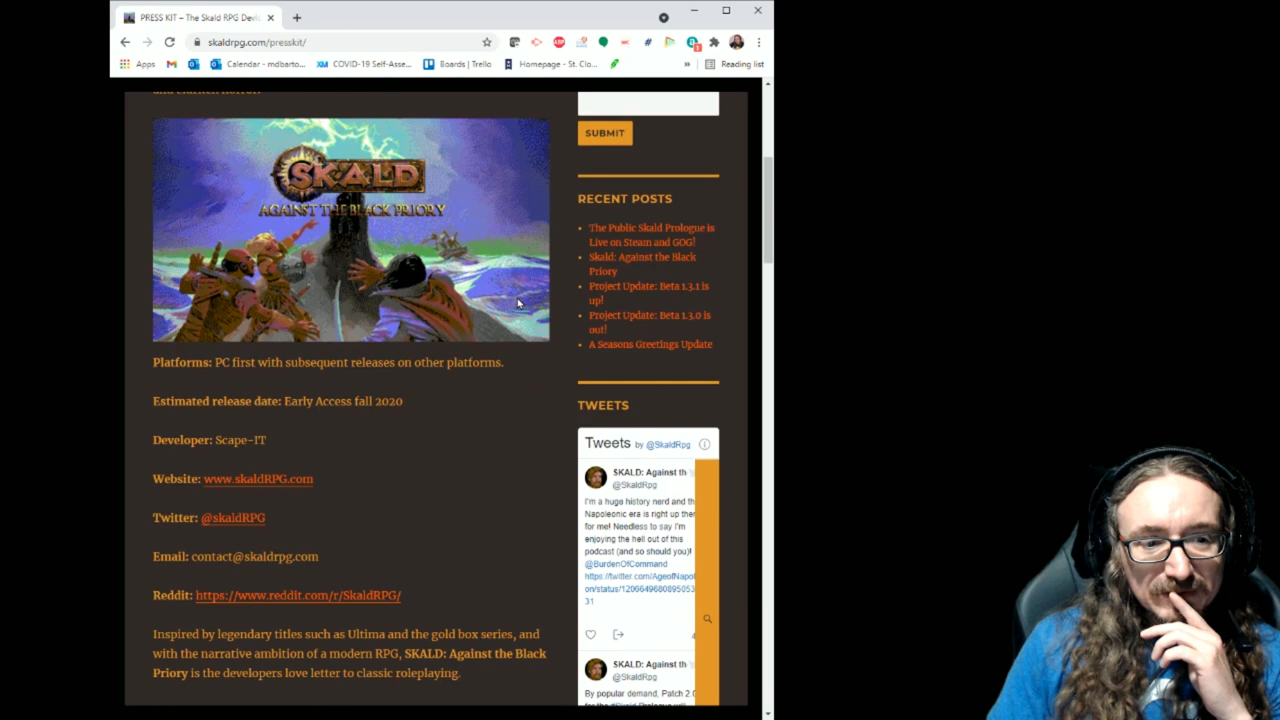 PRESS KIT – The Skald RPG Devlo
skaldrpg.com/presskit/
Apps
Calendar - mdbarto...
COVID-19 Self-Asse...
Boards | Trello
Homepage - St. Clo...
»
Reading list
SKALD
AGAINST THE BLACK PRIORY
Platforms: PC first with subsequent releases on other platforms.
Estimated release date: Early Access fall 2020
Developer: Scape-IT
Website: www.skaldRPG.com
Twitter: @skaldRPG
Email: contact@skaldrpg.com
Reddit: https://www.reddit.com/r/SkaldRPG/
Inspired by legendary titles such as Ultima and the gold box series, and
with the narrative ambition of a modern RPG, SKALD: Against the Black
Priory is the developers love letter to classic roleplaying.
SUBMIT
RECENT POSTS
The Public Skald Prologue is
Live on Steam and GOG!
Skald: Against the Black
Priory
Project Update: Beta 1.3.1 is
up!
Project Update: Beta 1.3.0 is
out!
A Seasons Greetings Update
TWEETS
Tweets by @SkaldRpg
SKALD: Against th
@SkaldRpg
I'm a huge history nerd and th
Napoleonic era is right up ther
for me! Needless to say I'm
enjoying the hell out of this
podcast (and so should you)!
@BurdenOfCommand
https://twitter.com/AgeofNapol
on/status/1206649680895053
31
SKALD: Against th
@SkaldRpg
By popular demand, Patch 2.0